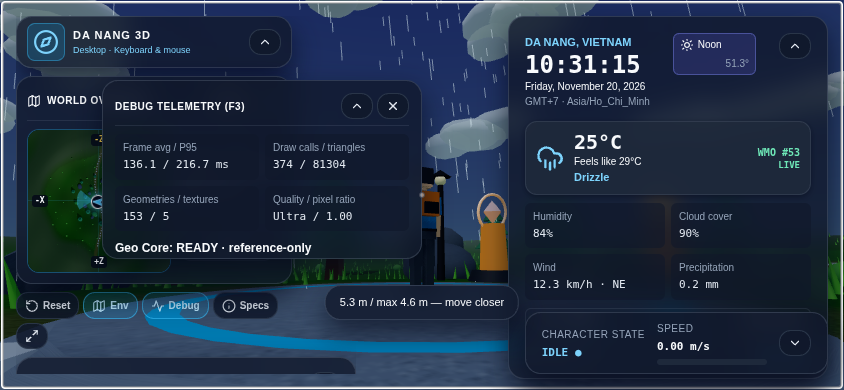 DA NANG 3D
Desktop · Keyboard & mouse
WORLD OV
-Z
-X
+Z
DEBUG TELEMETRY (F3)
Frame avg / P95
136.1 / 216.7 ms
Draw calls / triangles
374 / 81304
Geometries / textures
153 / 5
Quality / pixel ratio
Ultra / 1.00
Geo Core: READY · reference-only
Reset
Env
Debug
Specs
5.3 m / max 4.6 m — move closer
DA NANG, VIETNAM
10:31:15
Friday, November 20, 2026
GMT+7 · Asia/Ho_Chi_Minh
Noon
51.3°
25°C
Feels like 29°C
Drizzle
WMO #53
LIVE
Humidity
84%
Cloud cover
90%
Wind
12.3 km/h · NE
Precipitation
0.2 mm
CHARACTER STATE
IDLE ●
SPEED
0.00 m/s